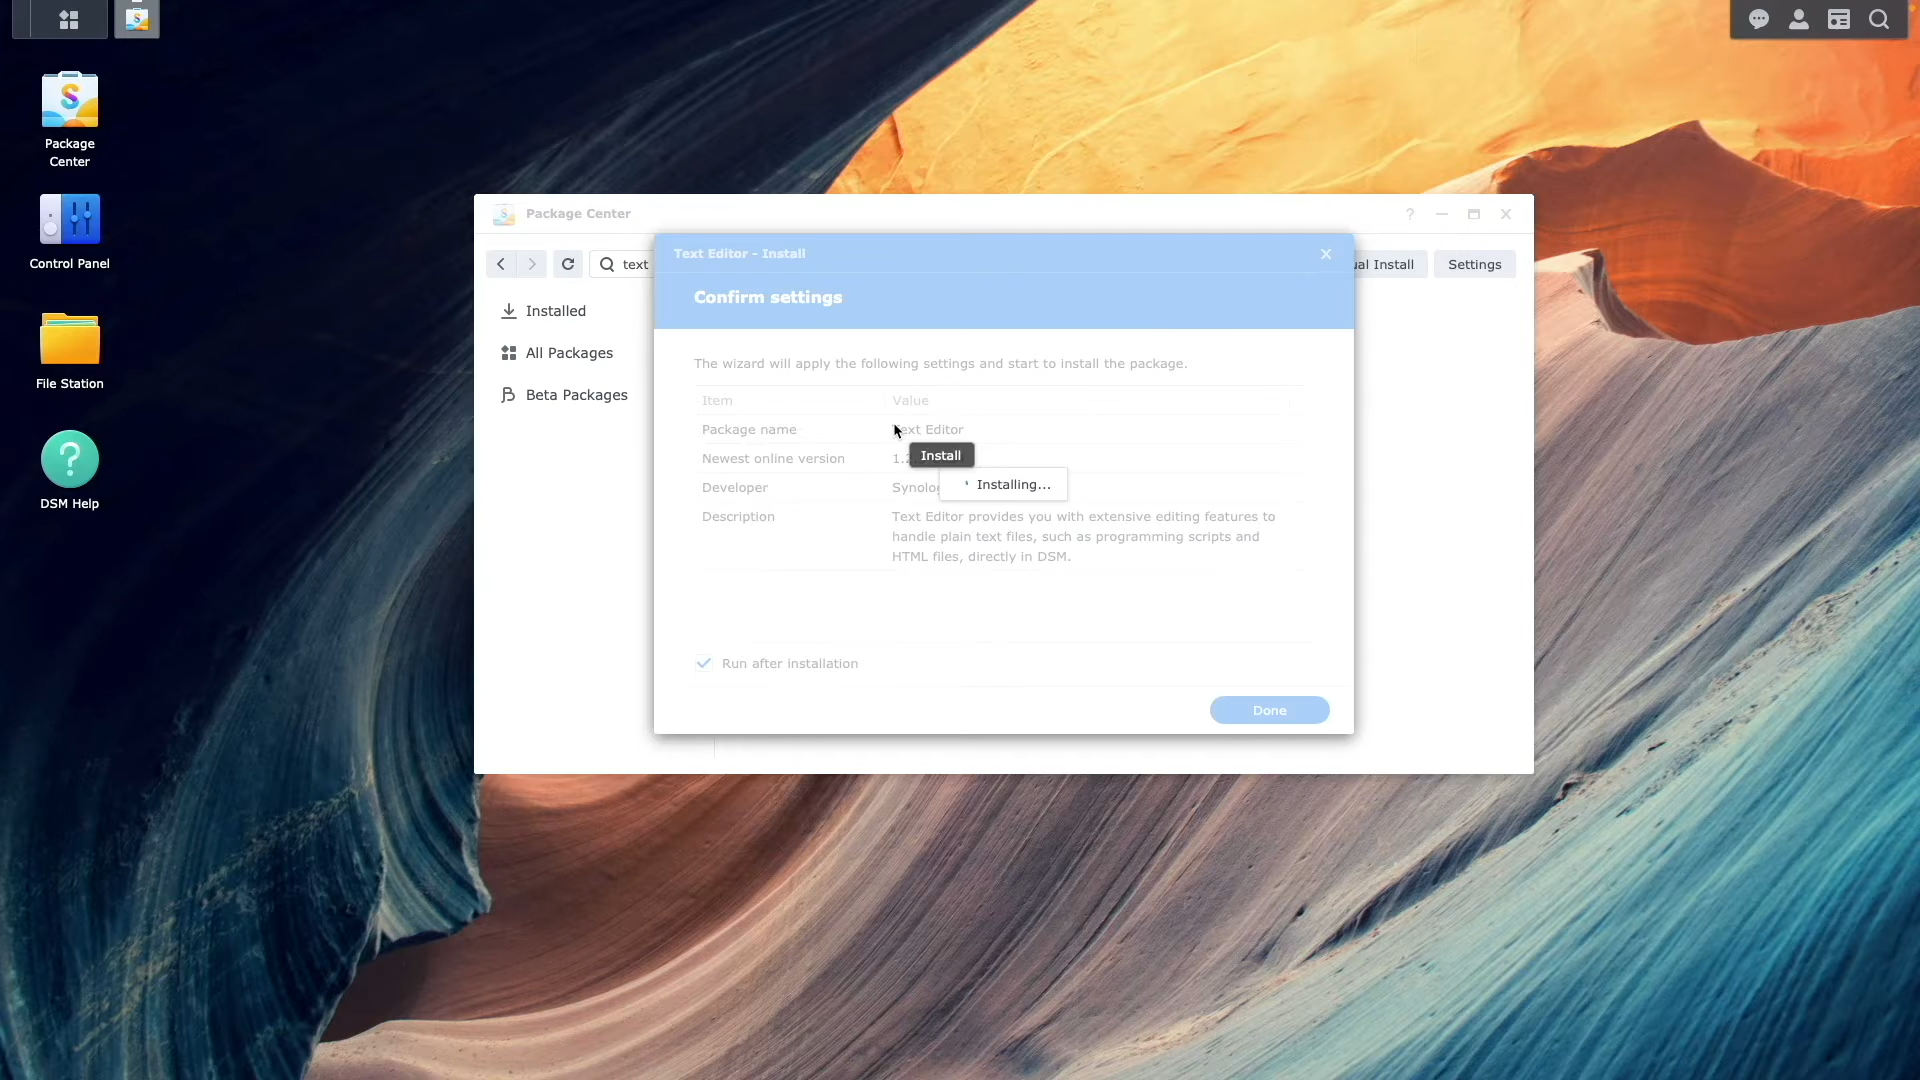 Package
Center
Control Panel
File Station
DSM Help
Package Center
text
Settings
Installed
All Packages
Beta Packages
Text Editor - Install
Confirm settings
The wizard will apply the following settings and start to install the package.
Item Value
Package name Text Editor
Newest online version
Install
Developer
Installing...
Description Text Editor provides you with extensive editing features to
handle plain text files, such as programming scripts and
HTML files, directly in DSM.
Run after installation
Done